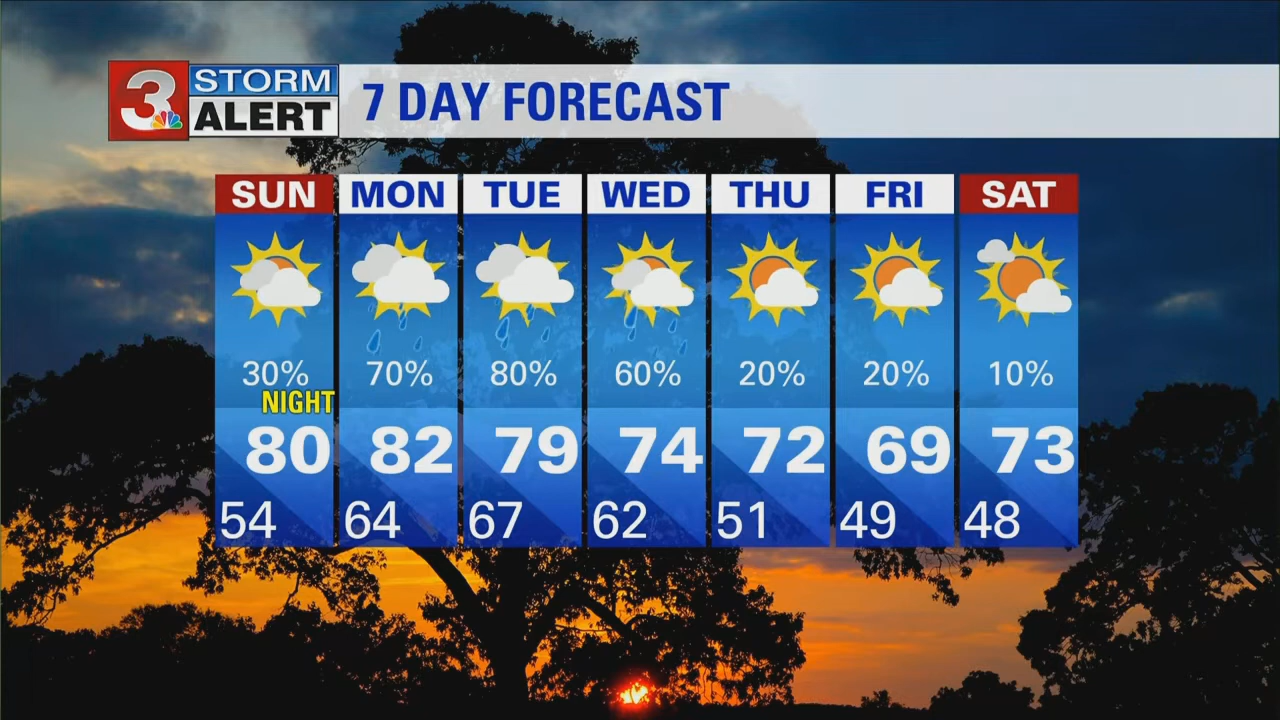 3 STORM ALERT
7 DAY FORECAST
SUN MON TUE WED THU FRI SAT
30% 70% 80% 60% 20% 20% 10%
NIGHT
80 82 79 74 72 69 73
54 64 67 62 51 49 48